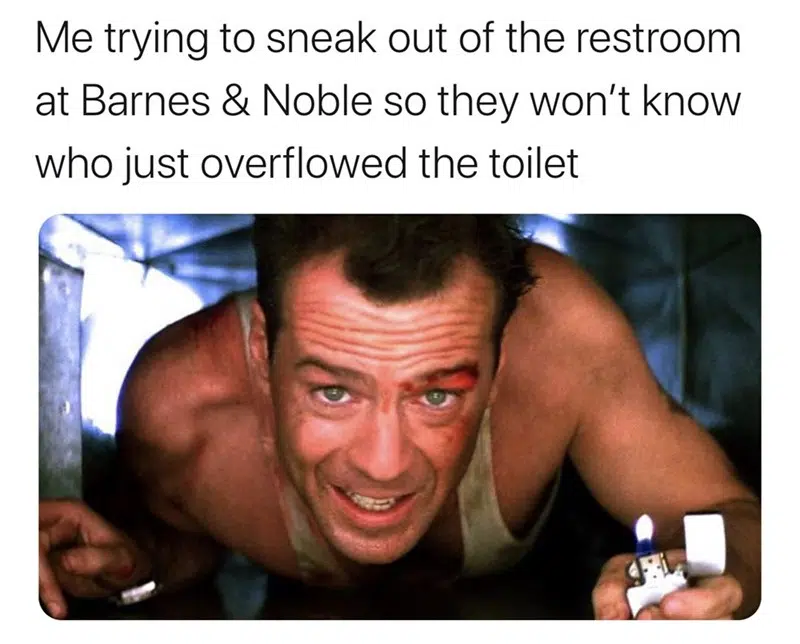 Me trying to sneak out of the restroom
at Barnes & Noble so they won't know
who just overflowed the toilet